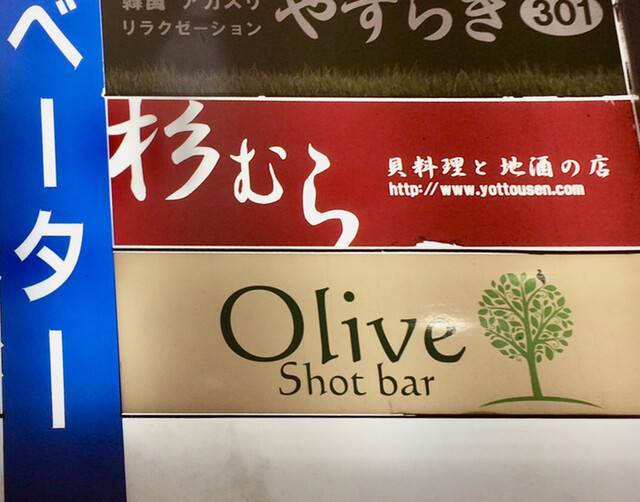 韓国 アカスリ
リラクゼーション
やすらぎ
301
杉むら
貝料理と地酒の店
http://www.yottousen.com
Olive
Shot bar
ベーター